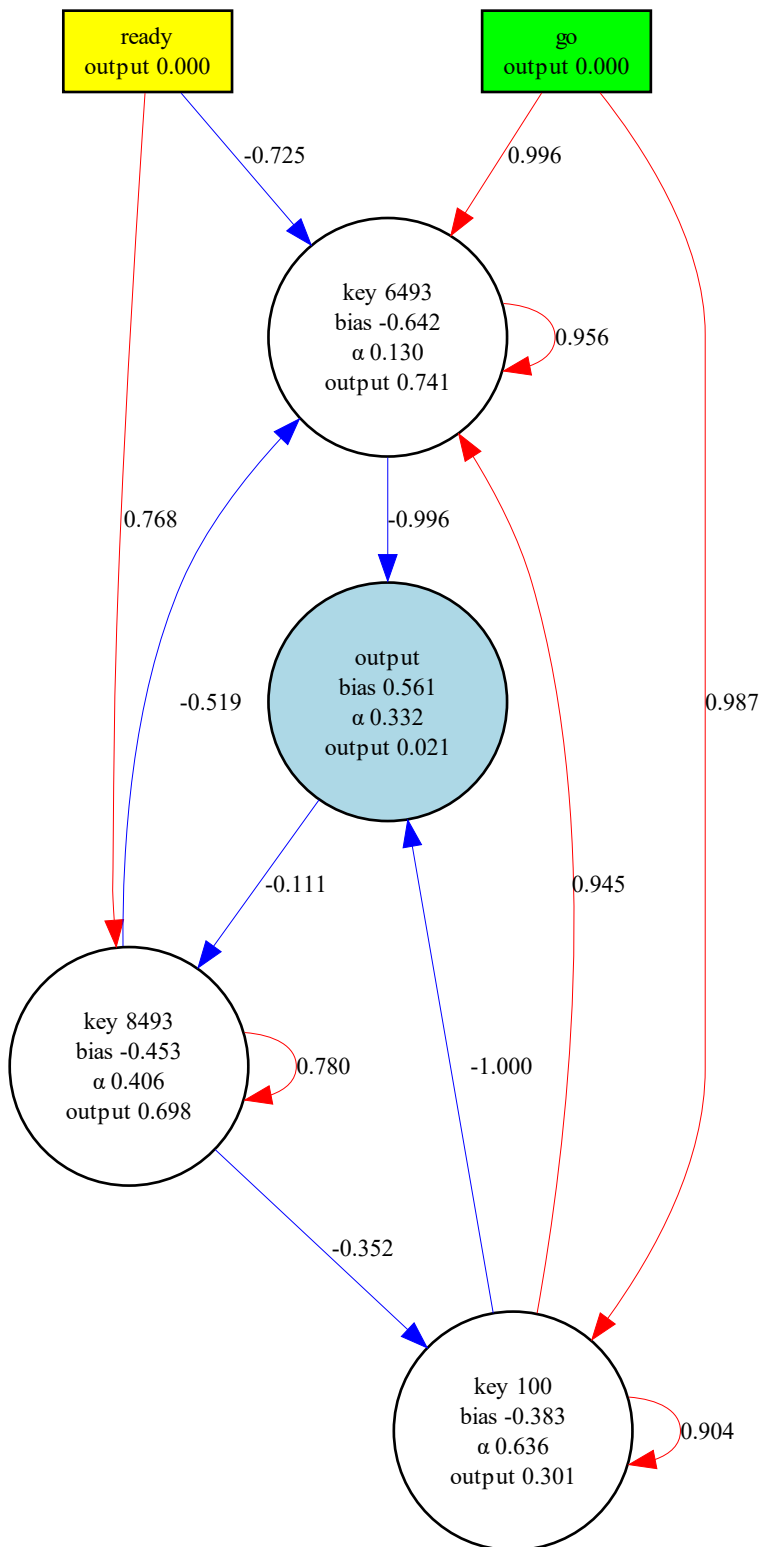 ready
output 0.000
go
output 0.000
-0.725
0.996
key 6493
bias -0.642
α 0.130
output 0.741
0.956
0.768
-0.996
-0.519
output
bias 0.561
α 0.332
output 0.021
0.987
-0.111
0.945
key 8493
bias -0.453
α 0.406
output 0.698
0.780
-1.000
-0.352
key 100
bias -0.383
α 0.636
output 0.301
0.904